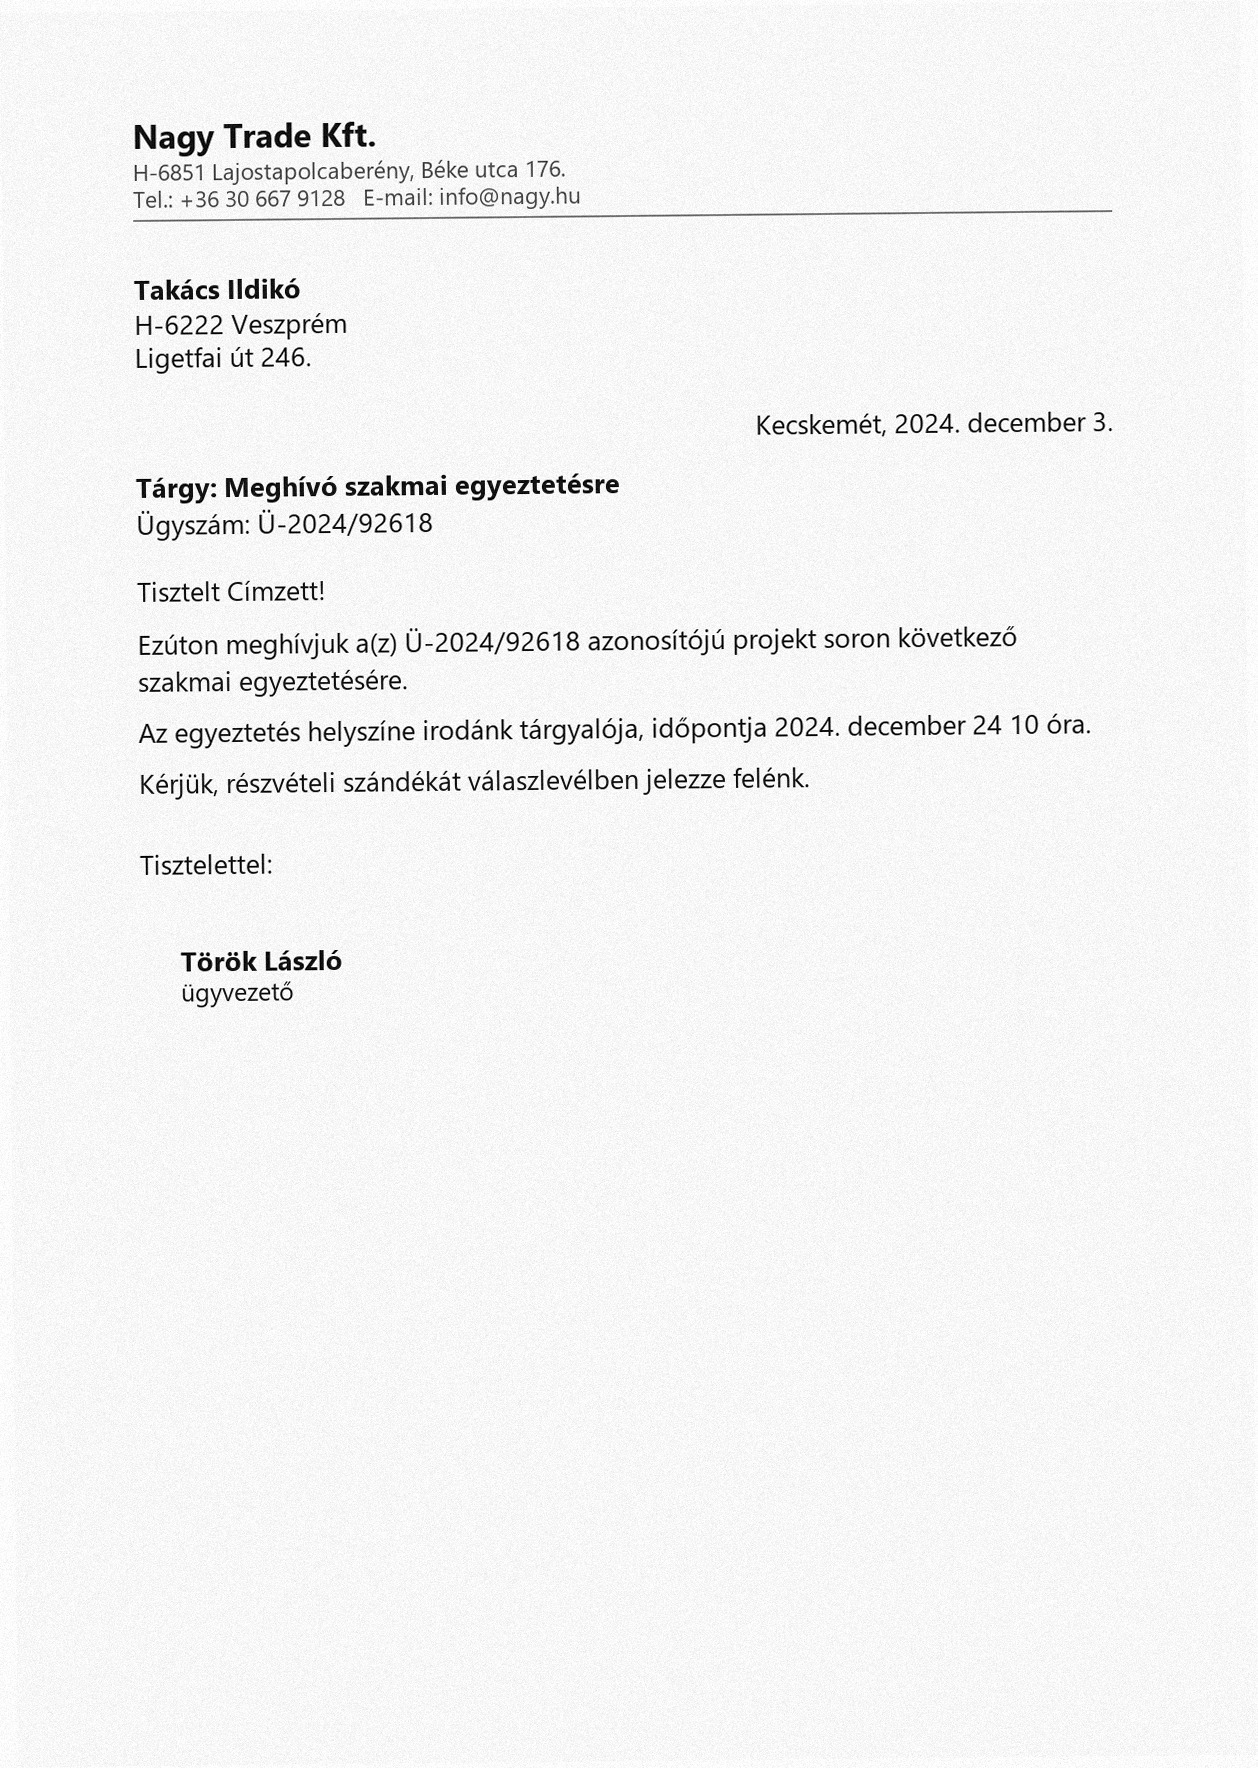 Nagy Trade Kft.
H-6851 Lajostapolcaberény, Béke utca 176.
Tel.: +36 30 667 9128 E-mail: info@nagy.hu
Takács Ildikó
H-6222 Veszprém
Ligetfai út 246.
Kecskemét, 2024. december 3.
Tárgy: Meghívó szakmai egyeztetésre
Ügyszám: Ü-2024/92618
Tisztelt Címzett!
Ezúton meghívjuk a(z) Ü-2024/92618 azonosítójú projekt soron következő
szakmai egyeztetésére.
Az egyeztetés helyszíne irodánk tárgyalója, időpontja 2024. december 24 10 óra.
Kérjük, részvételi szándékát válaszlevélben jelezze felénk.
Tisztelettel:
Török László
ügyvezető